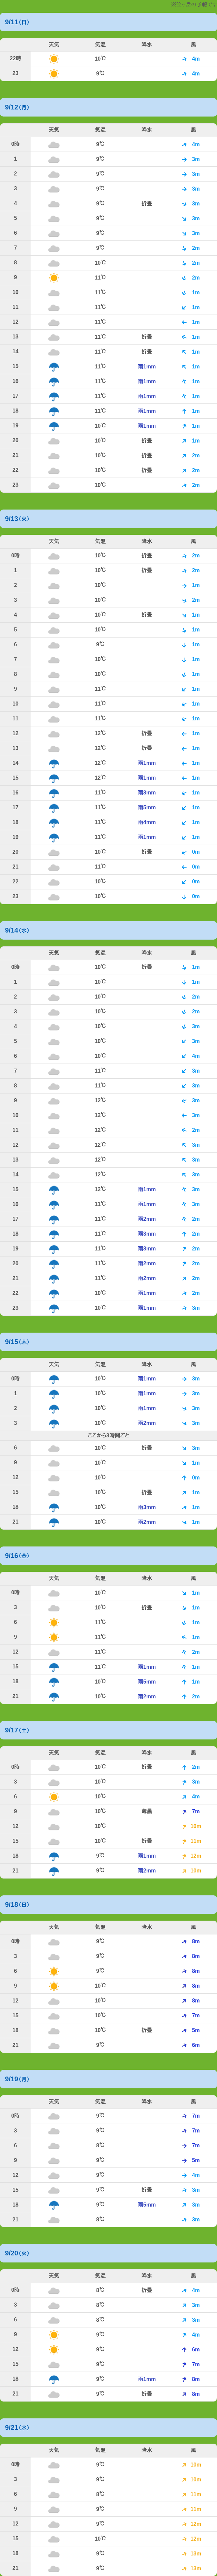 9/11(日)
天気 気温 降水 風
22時 10℃ 4m
23 9℃ 4m
9/12(月)
天気 気温 降水 風
0時 9℃ 4m
1 9℃ 3m
2 9℃ 3m
3 9℃ 3m
4 9℃ 折畳 3m
5 9℃ 3m
6 9℃ 3m
7 9℃ 2m
8 10℃ 2m
9 11℃ 2m
10 11℃ 1m
11 11℃ 1m
12 11℃ 1m
13 11℃ 折畳 1m
14 11℃ 折畳 1m
15 11℃ 雨1mm 1m
16 11℃ 雨1mm 1m
17 11℃ 雨1mm 1m
18 11℃ 雨1mm 1m
19 10℃ 雨1mm 1m
20 10℃ 折畳 1m
21 10℃ 折畳 2m
22 10℃ 折畳 2m
23 10℃ 2m
9/13(火)
天気 気温 降水 風
0時 10℃ 折畳 2m
1 10℃ 折畳 2m
2 10℃ 1m
3 10℃ 2m
4 10℃ 折畳 1m
5 10℃ 1m
6 9℃ 1m
7 10℃ 1m
8 10℃ 1m
9 11℃ 1m
10 11℃ 1m
11 11℃ 1m
12 12℃ 折畳 1m
13 12℃ 折畳 1m
14 12℃ 雨1mm 1m
15 12℃ 雨1mm 1m
16 11℃ 雨3mm 1m
17 11℃ 雨5mm 1m
18 11℃ 雨4mm 1m
19 11℃ 雨1mm 1m
20 10℃ 折畳 0m
21 11℃ 0m
22 10℃ 0m
23 10℃ 0m
9/14(水)
天気 気温 降水 風
0時 10℃ 折畳 1m
1 10℃ 1m
2 10℃ 2m
3 10℃ 2m
4 10℃ 3m
5 10℃ 3m
6 10℃ 4m
7 11℃ 3m
8 11℃ 3m
9 12℃ 3m
10 12℃ 3m
11 12℃ 2m
12 12℃ 3m
13 12℃ 3m
14 12℃ 3m
15 12℃ 雨1mm 3m
16 11℃ 雨1mm 3m
17 11℃ 雨2mm 2m
18 11℃ 雨3mm 2m
19 11℃ 雨3mm 2m
20 11℃ 雨2mm 2m
21 11℃ 雨2mm 2m
22 10℃ 雨1mm 2m
23 11℃ 雨1mm 3m
9/15(木)
天気 気温 降水 風
0時 10℃ 雨1mm 3m
1 10℃ 雨1mm 3m
2 10℃ 雨1mm 3m
3 10℃ 雨2mm 3m
ここから3時間ごと
6 10℃ 折畳 3m
9 10℃ 1m
12 10℃ 0m
15 10℃ 折畳 1m
18 10℃ 雨3mm 1m
21 10℃ 雨2mm 1m
9/16(金)
天気 気温 降水 風
0時 10℃ 1m
3 10℃ 折畳 1m
6 11℃ 1m
9 11℃ 1m
12 11℃ 2m
15 11℃ 雨1mm 1m
18 10℃ 雨5mm 1m
21 10℃ 雨2mm 2m
9/17(土)
天気 気温 降水 風
0時 10℃ 折畳 2m
3 10℃ 3m
6 10℃ 4m
9 10℃ 薄曇 7m
12 10℃ 10m
15 10℃ 折畳 11m
18 9℃ 雨1mm 12m
21 9℃ 雨2mm 10m
9/18(日)
天気 気温 降水 風
0時 9℃ 8m
3 9℃ 8m
6 9℃ 8m
9 10℃ 8m
12 10℃ 8m
15 10℃ 7m
18 10℃ 折畳 5m
21 9℃ 6m
9/19(月)
天気 気温 降水 風
0時 9℃ 7m
3 9℃ 7m
6 8℃ 7m
9 9℃ 5m
12 9℃ 4m
15 9℃ 折畳 3m
18 9℃ 雨5mm 3m
21 8℃ 3m
9/20(火)
天気 気温 降水 風
0時 8℃ 折畳 4m
3 8℃ 3m
6 8℃ 3m
9 9℃ 4m
12 9℃ 6m
15 9℃ 7m
18 9℃ 雨1mm 8m
21 9℃ 折畳 8m
9/21(水)
天気 気温 降水 風
0時 9℃ 10m
3 9℃ 10m
6 8℃ 11m
9 9℃ 11m
12 9℃ 12m
15 10℃ 12m
18 9℃ 13m
21 9℃ 13m